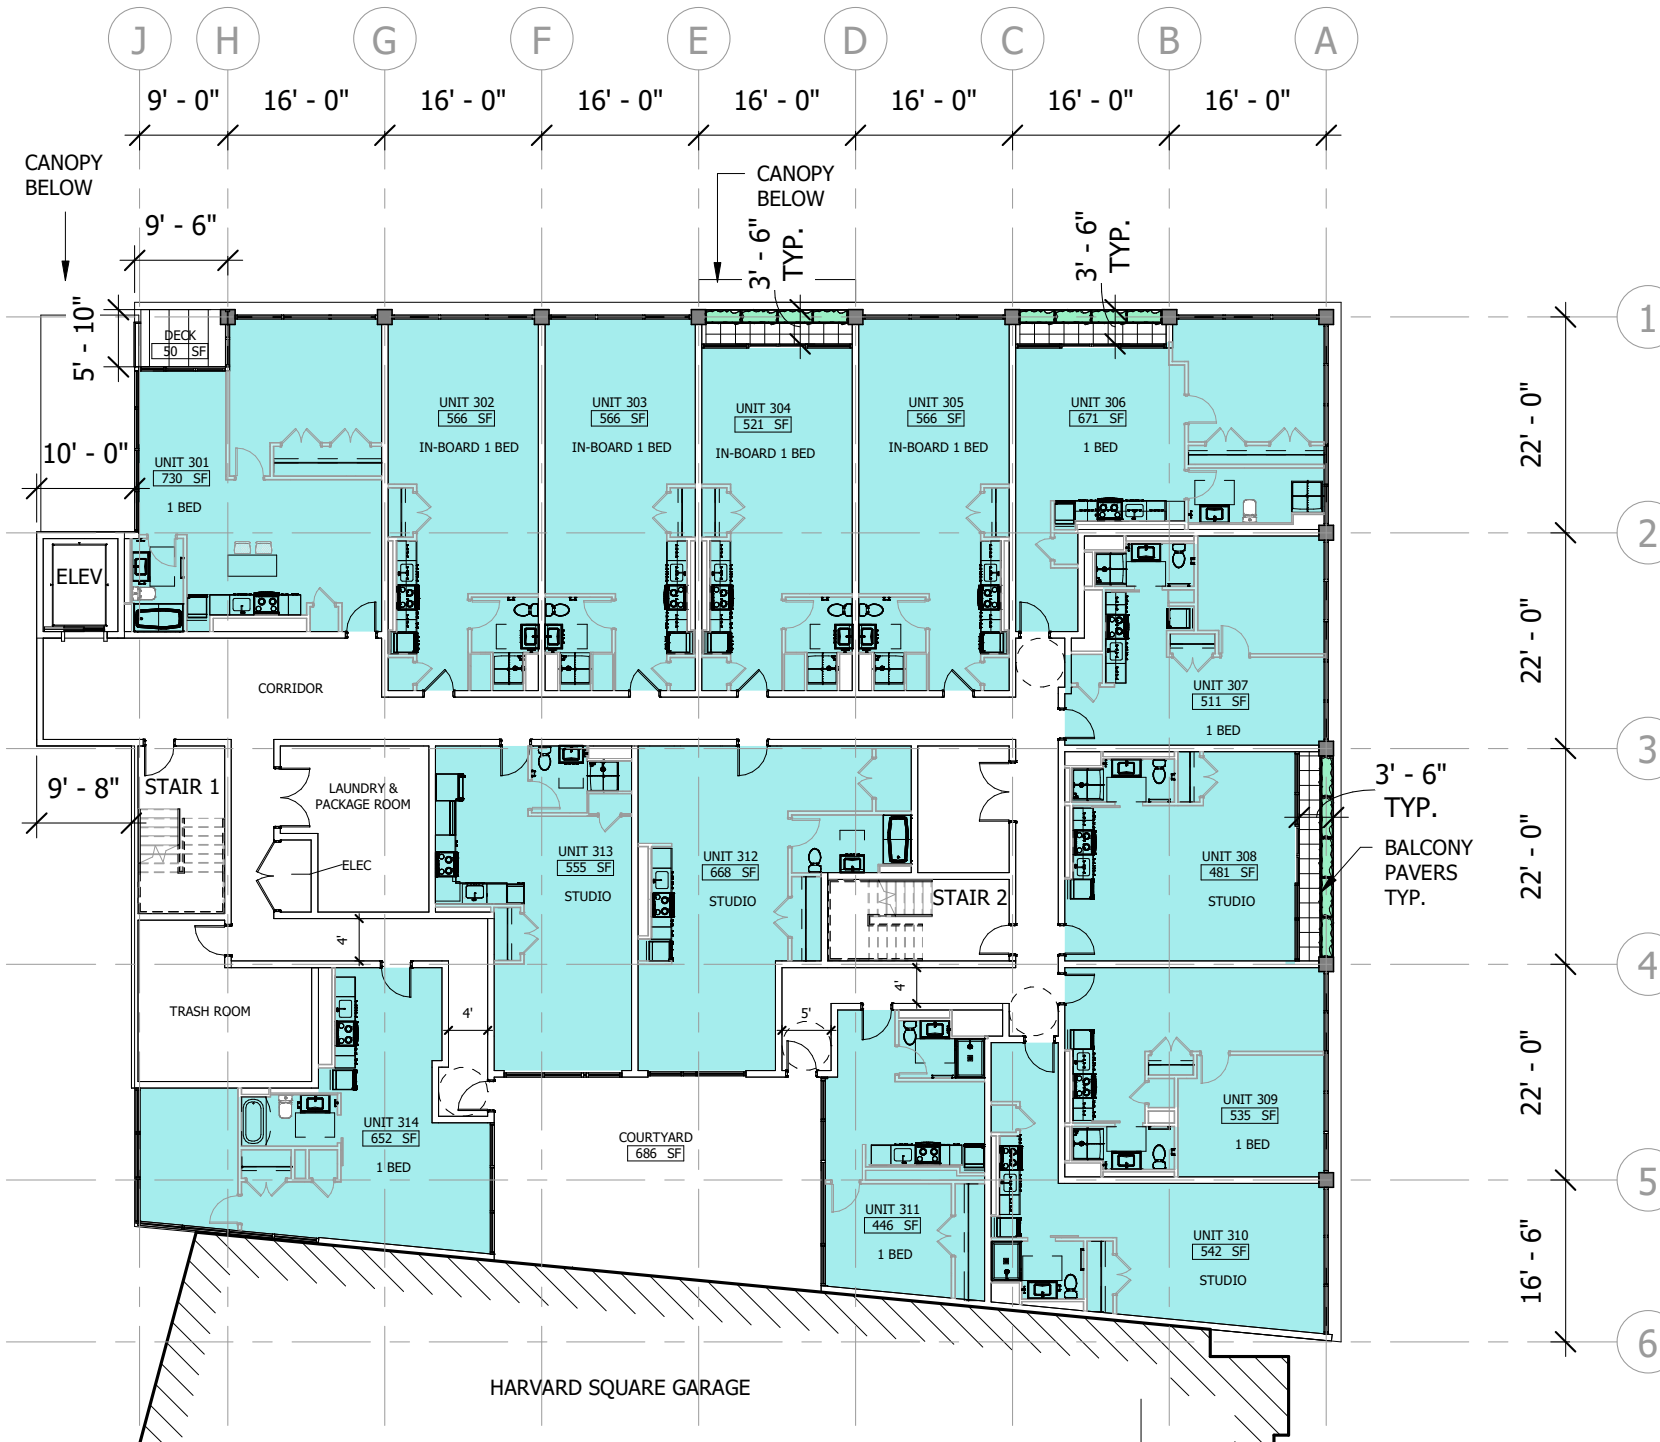 J H G F E D C B A
9' - 0" 16' - 0" 16' - 0" 16' - 0" 16' - 0" 16' - 0" 16' - 0" 16' - 0"
CANOPY
BELOW
CANOPY
BELOW
9' - 6"
3' - 6"
TYP.
3' - 6"
TYP.
5' - 10"
DECK
50 SF
1
UNIT 301
730 SF
1 BED
UNIT 302
566 SF
IN-BOARD 1 BED
UNIT 303
566 SF
IN-BOARD 1 BED
UNIT 304
521 SF
IN-BOARD 1 BED
UNIT 305
566 SF
IN-BOARD 1 BED
UNIT 306
671 SF
1 BED
22' - 0"
10' - 0"
2
ELEV
22' - 0"
CORRIDOR
UNIT 307
511 SF
1 BED
3
9' - 8"
STAIR 1
LAUNDRY &
PACKAGE ROOM
ELEC
UNIT 313
555 SF
STUDIO
UNIT 312
668 SF
STUDIO
STAIR 2
UNIT 308
481 SF
STUDIO
3' - 6"
TYP.
BALCONY
PAVERS
TYP.
22' - 0"
4'
4
4'
TRASH ROOM
4'
5'
22' - 0"
UNIT 314
652 SF
1 BED
COURTYARD
686 SF
UNIT 309
535 SF
1 BED
5
UNIT 311
446 SF
1 BED
UNIT 310
542 SF
STUDIO
16' - 6"
6
HARVARD SQUARE GARAGE